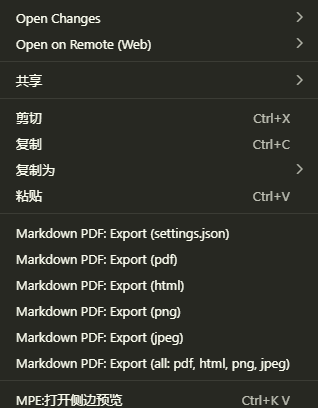 Open Changes
Open on Remote (Web)
共享
剪切 Ctrl+X
复制 Ctrl+C
复制为
粘贴 Ctrl+V
Markdown PDF: Export (settings.json)
Markdown PDF: Export (pdf)
Markdown PDF: Export (html)
Markdown PDF: Export (png)
Markdown PDF: Export (jpeg)
Markdown PDF: Export (all: pdf, html, png, jpeg)
MPE:打开侧边预览 Ctrl+K V